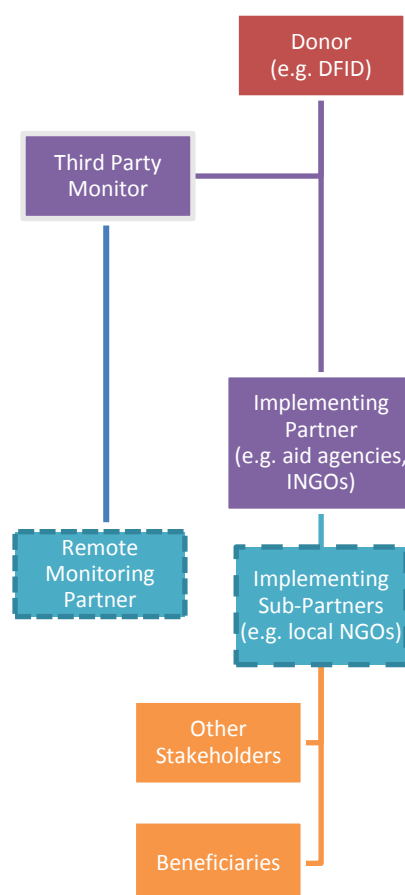 Donor
(e.g. DFID)
Third Party
Monitor
Implementing
Partner
(e.g. aid agencies,
INGOs)
Remote
Monitoring
Partner
Implementing
Sub-Partners
(e.g. local NGOs)
Other
Stakeholders
Beneficiaries